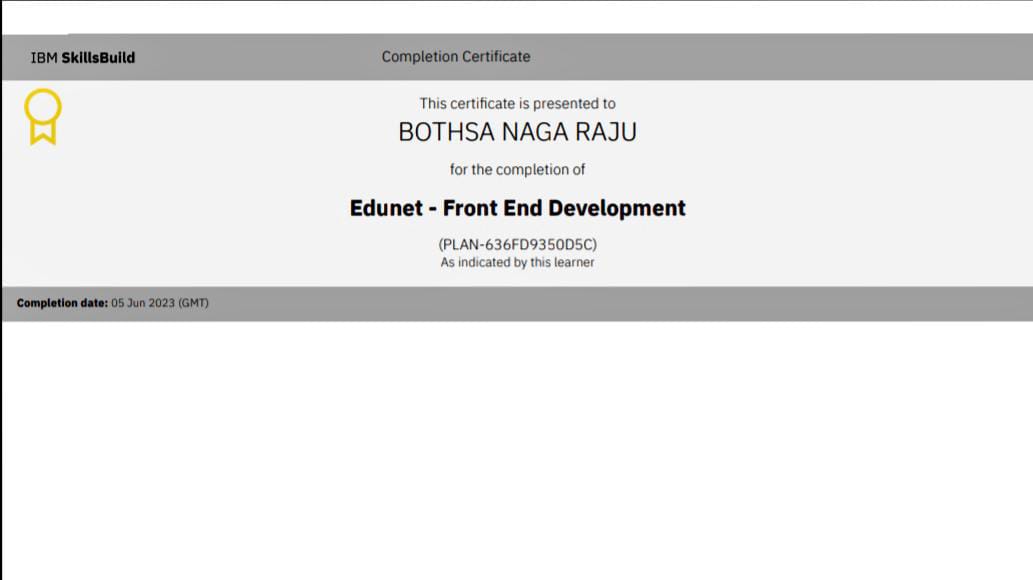 IBM SkillsBuild
Completion Certificate
This certificate is presented to
BOTHSA NAGA RAJU
for the completion of
Edunet - Front End Development
(PLAN-636FD9350D5C)
As indicated by this learner
Completion date: 05 Jun 2023 (GMT)